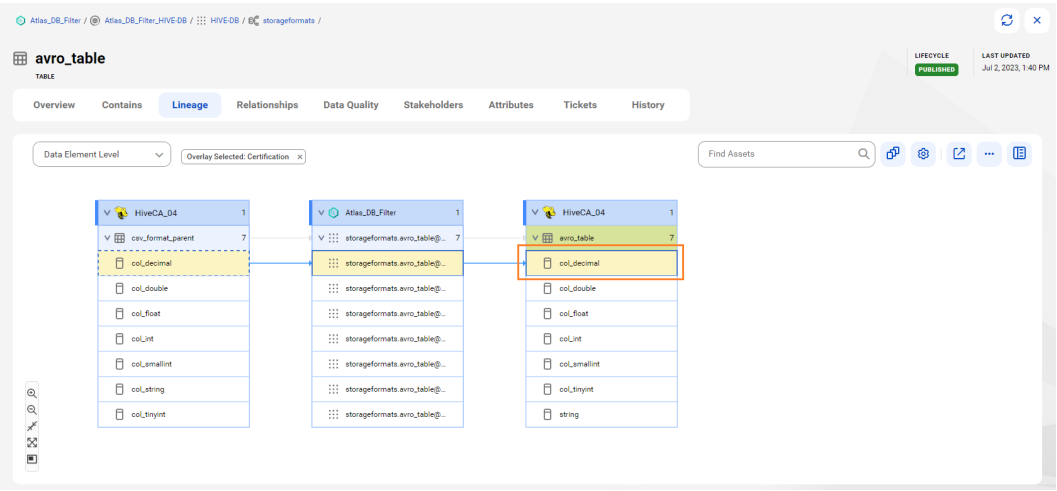 Atlas_DB_Filter / Atlas_DB_Filter_HIVE-DB / HIVE-DB / storageformats /
avro_table
TABLE
LIFECYCLE
PUBLISHED
LAST UPDATED
Jul 2, 2023, 1:40 PM
Overview Contains Lineage Relationships Data Quality Stakeholders Attributes Tickets History
Data Element Level
Overlay Selected: Certification ×
Find Assets
HiveCA_04 1
csv_format_parent 7
col_decimal
col_double
col_float
col_int
col_smallint
col_string
col_tinyint
Atlas_DB_Filter 1
storageformats.avro_table@... 7
storageformats.avro_table@...
storageformats.avro_table@...
storageformats.avro_table@...
storageformats.avro_table@...
storageformats.avro_table@...
storageformats.avro_table@...
storageformats.avro_table@...
HiveCA_04 1
avro_table 7
col_decimal
col_double
col_float
col_int
col_smallint
col_tinyint
string